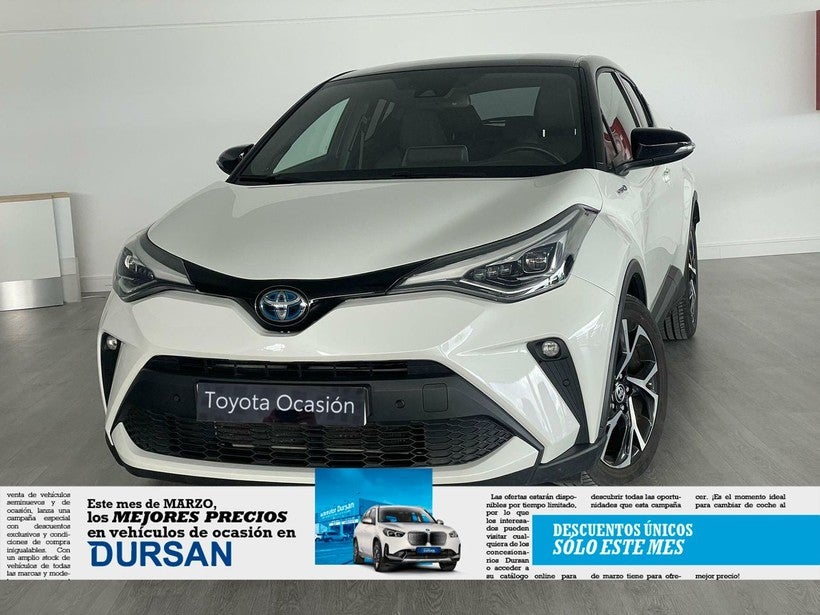 Toyota Ocasión
venta de vehículos
seminuevos y de
ocasión, lanza una
campaña especial
con descuentos
exclusivos y condi-
ciones de compra
inigualables. Con
un amplio stock de
vehículos de todas
las marcas y mode-
Este mes de MARZO,
los MEJORES PRECIOS
en vehículos de ocasión en
DURSAN
Dursan
Las ofertas estarán dispo-
nibles por tiempo limitado,
por lo que
los interesa-
dos pueden
visitar cual-
quiera de los
concesiona-
rios Dursan
o acceder a
su catálogo online para
descubrir todas las oportu-
nidades que esta campaña
de marzo tiene para ofre-
cer. ¡Es el momento ideal
para cambiar de coche al
mejor precio!
DESCUENTOS ÚNICOS
SÓLO ESTE MES